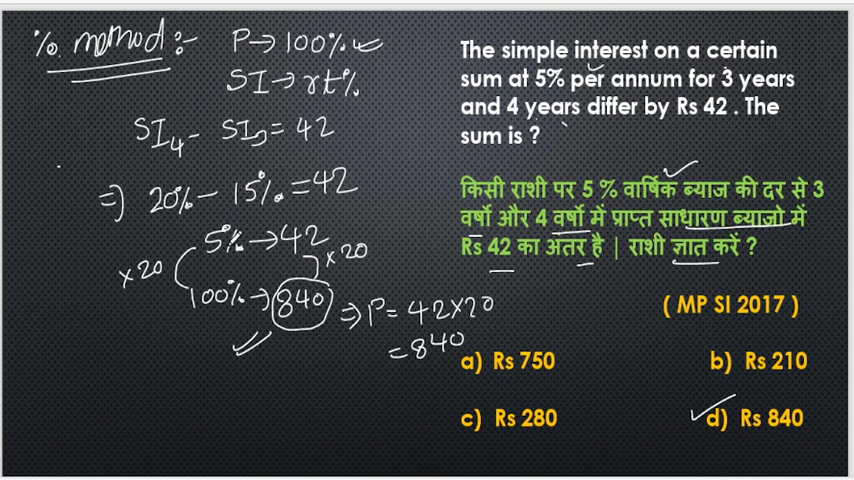 % method :-
P → 100%
SI → rt%
SI₄ - SI₃ = 42
⇒ 20% - 15% = 42
5% → 42
×20
×20
100% → 840
⇒ P = 42×20
= 840
The simple interest on a certain
sum at 5% per annum for 3 years
and 4 years differ by Rs 42 . The
sum is ?
किसी राशी पर 5 % वार्षिक ब्याज की दर से 3
वर्षो और 4 वर्षो में प्राप्त साधारण ब्याजो में
Rs 42 का अंतर है | राशी ज्ञात करें ?
( MP SI 2017 )
a) Rs 750
b) Rs 210
c) Rs 280
d) Rs 840